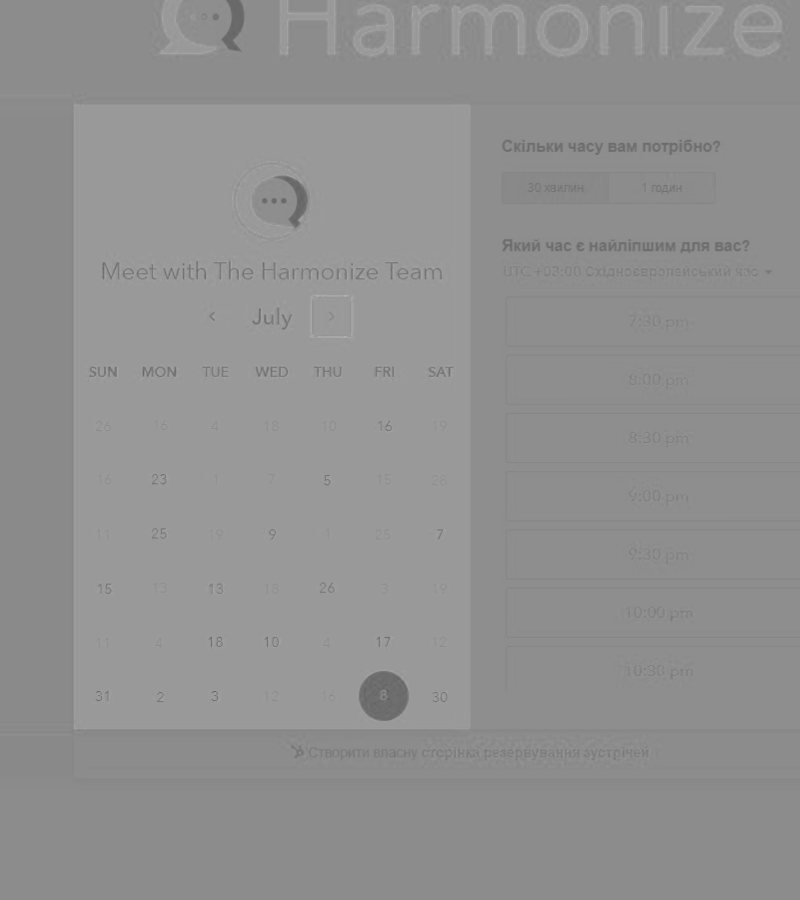 Harmonize
Meet with The Harmonize Team
July
SUN MON TUE WED THU FRI SAT
26 16 4 18 10 16 19
16 23 1 7 5 15 26
11 25 19 9 1 25 7
15 13 13 18 26 3 19
11 4 18 10 4 17 12
31 2 3 12 16 8 30
Скільки часу вам потрібно?
30 хвилин 1 годин
Який час є найліпшим для вас?
UTC +03:00 Східноєвропейський час
7:30 pm
8:00 pm
8:30 pm
9:00 pm
9:30 pm
10:00 pm
10:30 pm
Створити власну сторінка резервування зустрічей